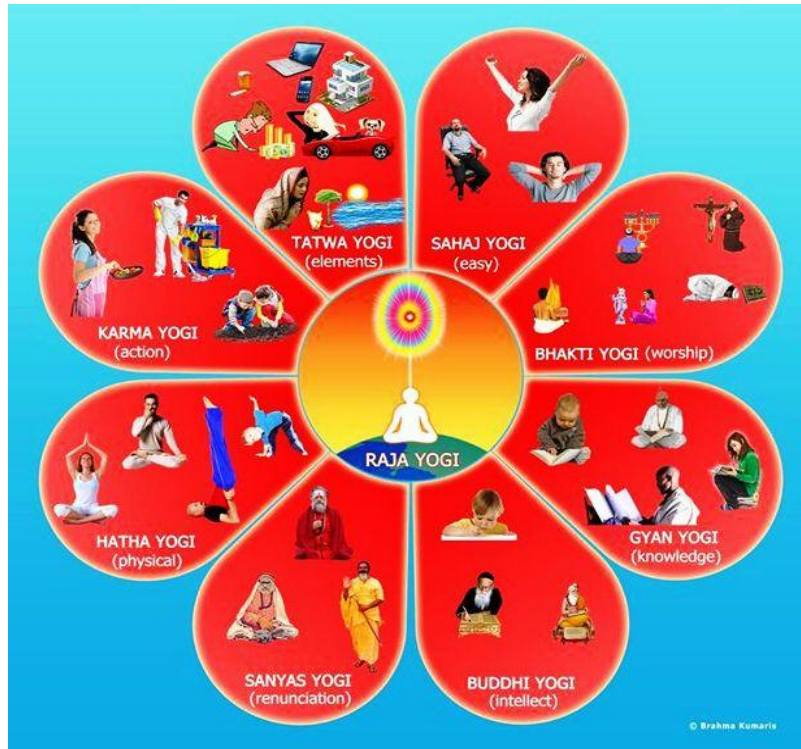 TATWA YOGI
(elements)
SAHAJ YOGI
(easy)
KARMA YOGI
(action)
BHAKTI YOGI (worship)
RAJA YOGI
HATHA YOGI
(physical)
GYAN YOGI
(knowledge)
SANYAS YOGI
(renunciation)
BUDDHI YOGI
(intellect)
© Brahma Kumaris